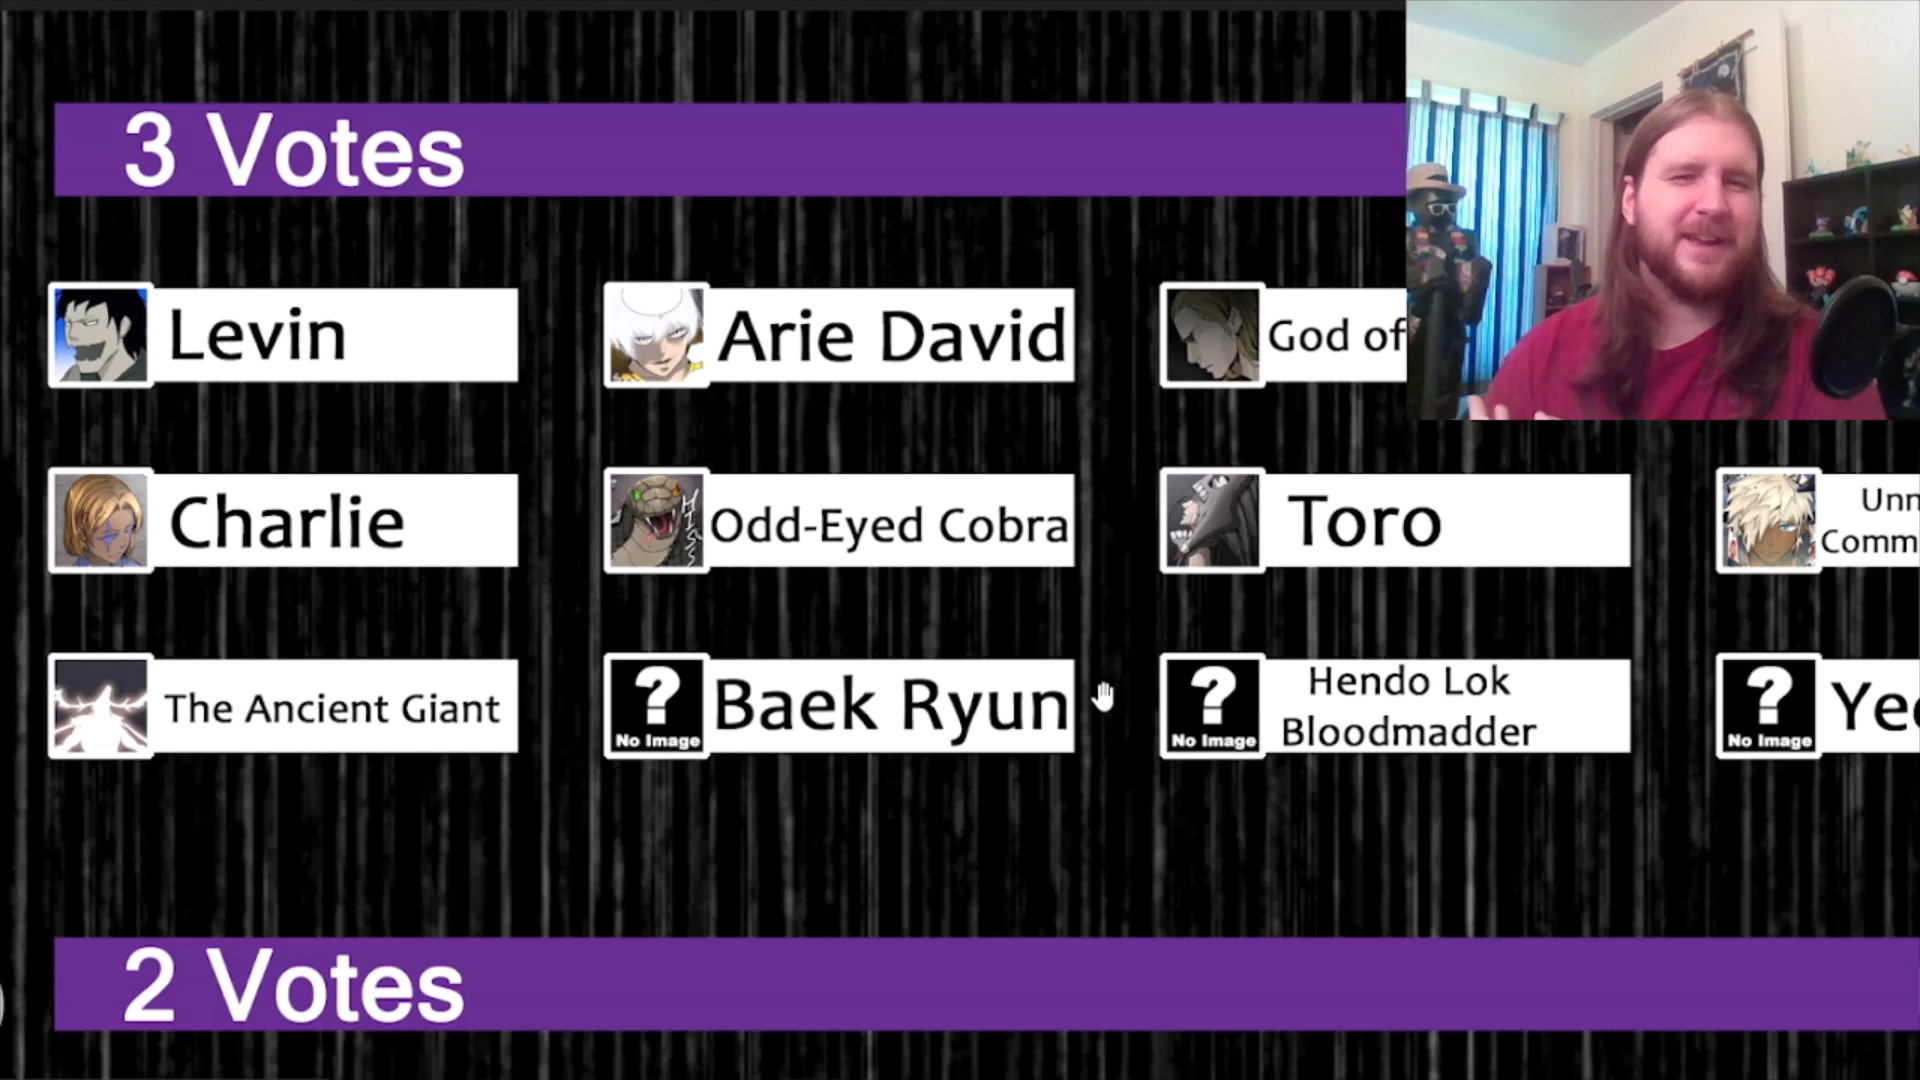 3 Votes
Levin
Arie David
God of
Charlie
Odd-Eyed Cobra
Toro
The Ancient Giant
No Image
Baek Ryun
No Image
Hendo Lok
Bloodmadder
No Image
2 Votes